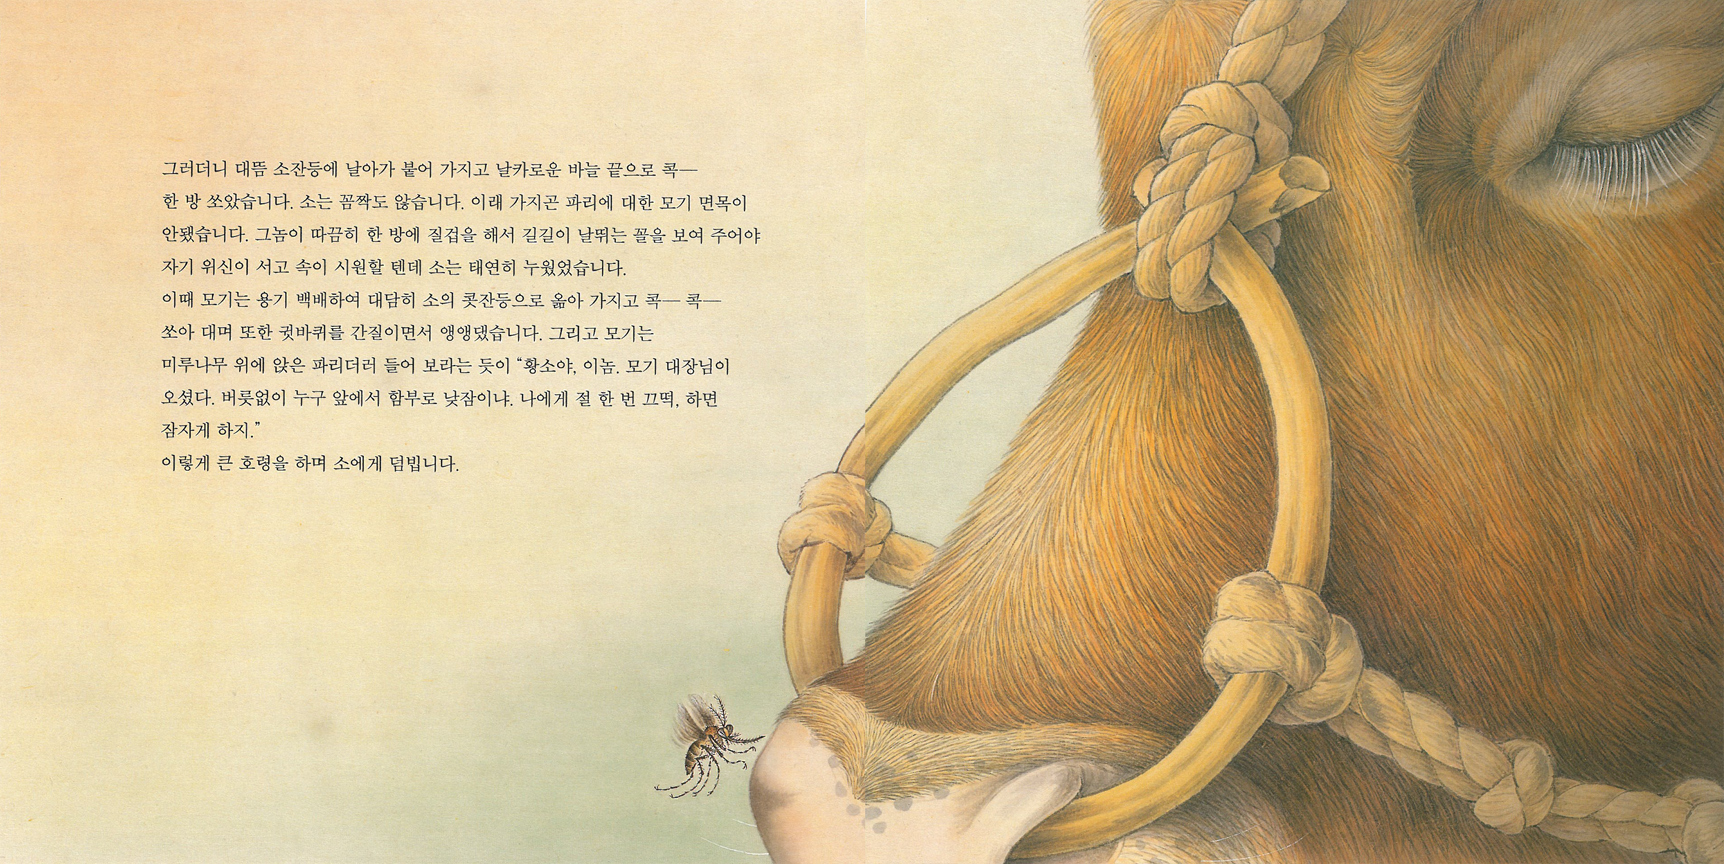 그러더니 대뜸 소잔등에 날아가 붙어 가지고 날카로운 바늘 끝으로 콕―
한 방 쏘았습니다. 소는 꼼짝도 않습니다. 이래 가지곤 파리에 대한 모기 면목이
안됐습니다. 그놈이 따끔히 한 방에 질겁을 해서 길길이 날뛰는 꼴을 보여 주어야
자기 위신이 서고 속이 시원할 텐데 소는 태연히 누웠었습니다.
이때 모기는 용기 백배하여 대담히 소의 콧잔등으로 옮아 가지고 콕― 콕―
쏘아 대며 또한 귓바퀴를 간질이면서 앵앵댔습니다. 그리고 모기는
미루나무 위에 앉은 파리더러 들어 보라는 듯이 “황소야, 이놈. 모기 대장님이
오셨다. 버릇없이 누구 앞에서 함부로 낮잠이냐. 나에게 절 한 번 끄떡, 하면
잠자게 하지.”
이렇게 큰 호령을 하며 소에게 덤빕니다.